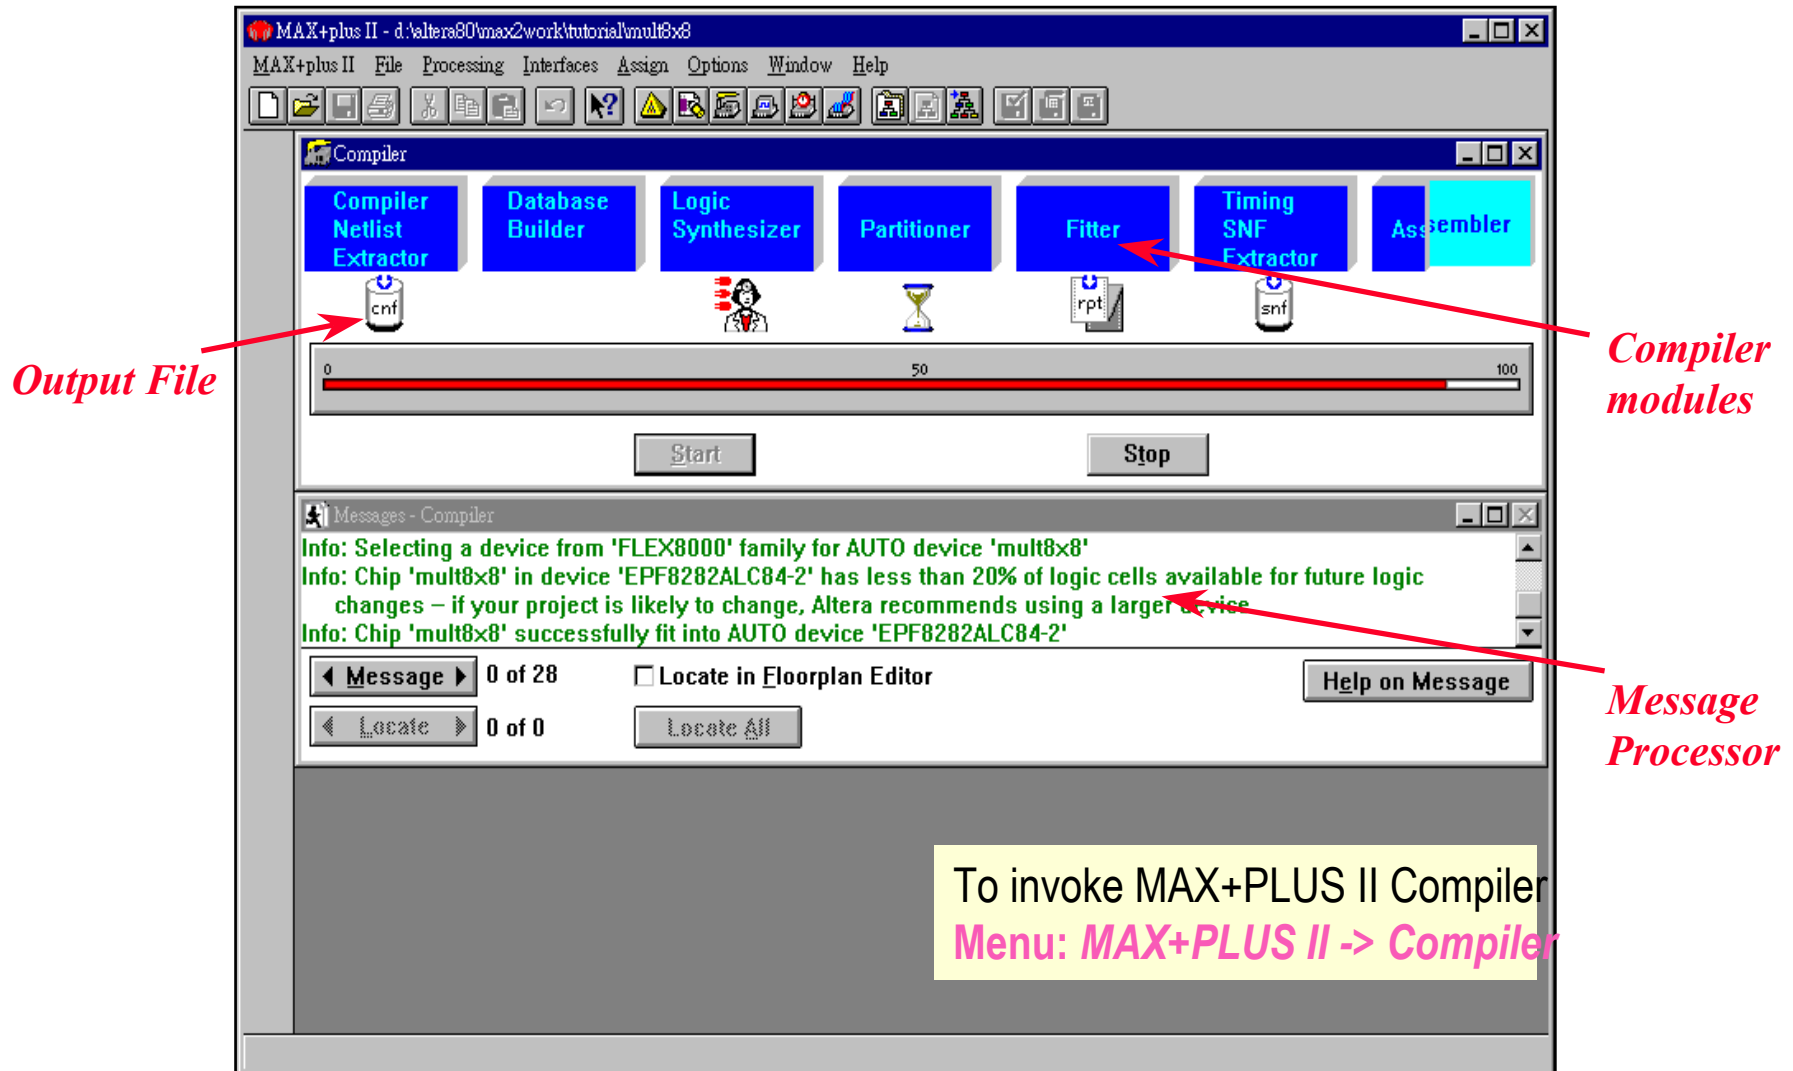 MAX+plus II - d:\altera80\max2work\tutorial\mult8x8
MAX+plus II File Processing Interfaces Assign Options Window Help
Compiler
Compiler
Netlist
Extractor
Database
Builder
Logic
Synthesizer
Partitioner
Fitter
Timing
SNF
Extractor
Assembler
cnf
rpt
snf
0 50 100
Start
Stop
Output File
Compiler
modules
Messages - Compiler
Info: Selecting a device from 'FLEX8000' family for AUTO device 'mult8x8'
Info: Chip 'mult8x8' in device 'EPF8282ALC84-2' has less than 20% of logic cells available for future logic
changes – if your project is likely to change, Altera recommends using a larger device
Info: Chip 'mult8x8' successfully fit into AUTO device 'EPF8282ALC84-2'
Message 0 of 28
Locate in Floorplan Editor
Help on Message
Locate 0 of 0
Locate All
Message
Processor
To invoke MAX+PLUS II Compiler
Menu: MAX+PLUS II -> Compiler